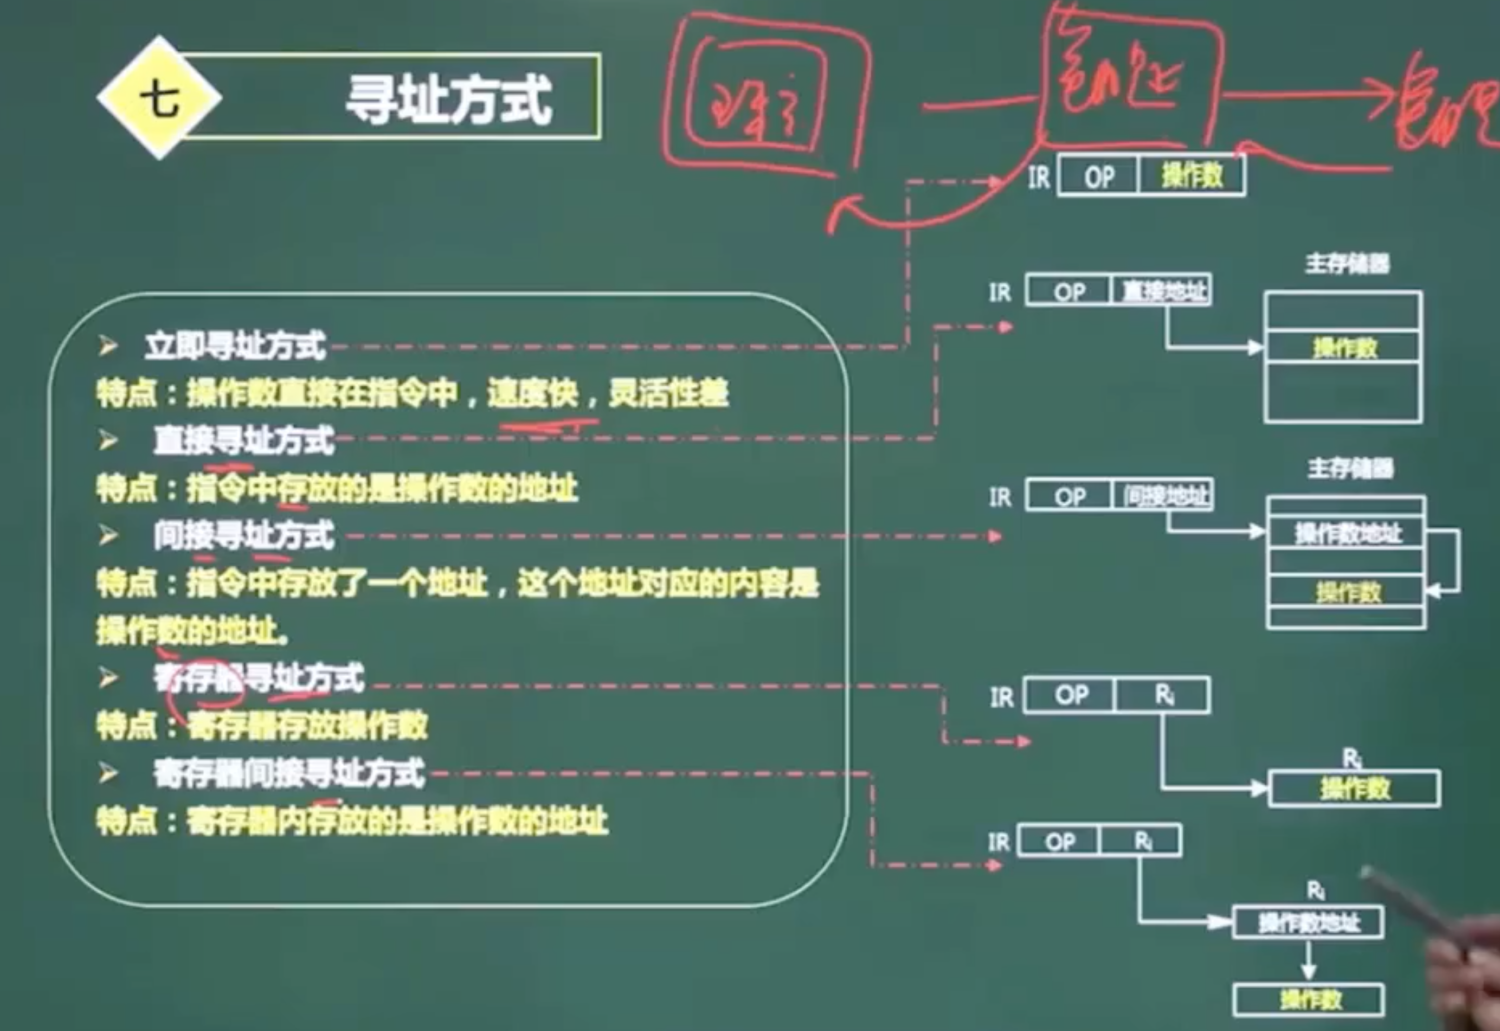 七
寻址方式
IR OP 操作数
主存储器
IR OP 直接地址
操作数
主存储器
IR OP 间接地址
操作数地址
操作数
IR OP Ri
Ri
操作数
IR OP Ri
Ri
操作数地址
操作数
立即寻址方式
特点：操作数直接在指令中，速度快，灵活性差
直接寻址方式
特点：指令中存放的是操作数的地址
间接寻址方式
特点：指令中存放了一个地址，这个地址对应的内容是
操作数的地址。
寄存器寻址方式
特点：寄存器存放操作数
寄存器间接寻址方式
特点：寄存器内存放的是操作数的地址